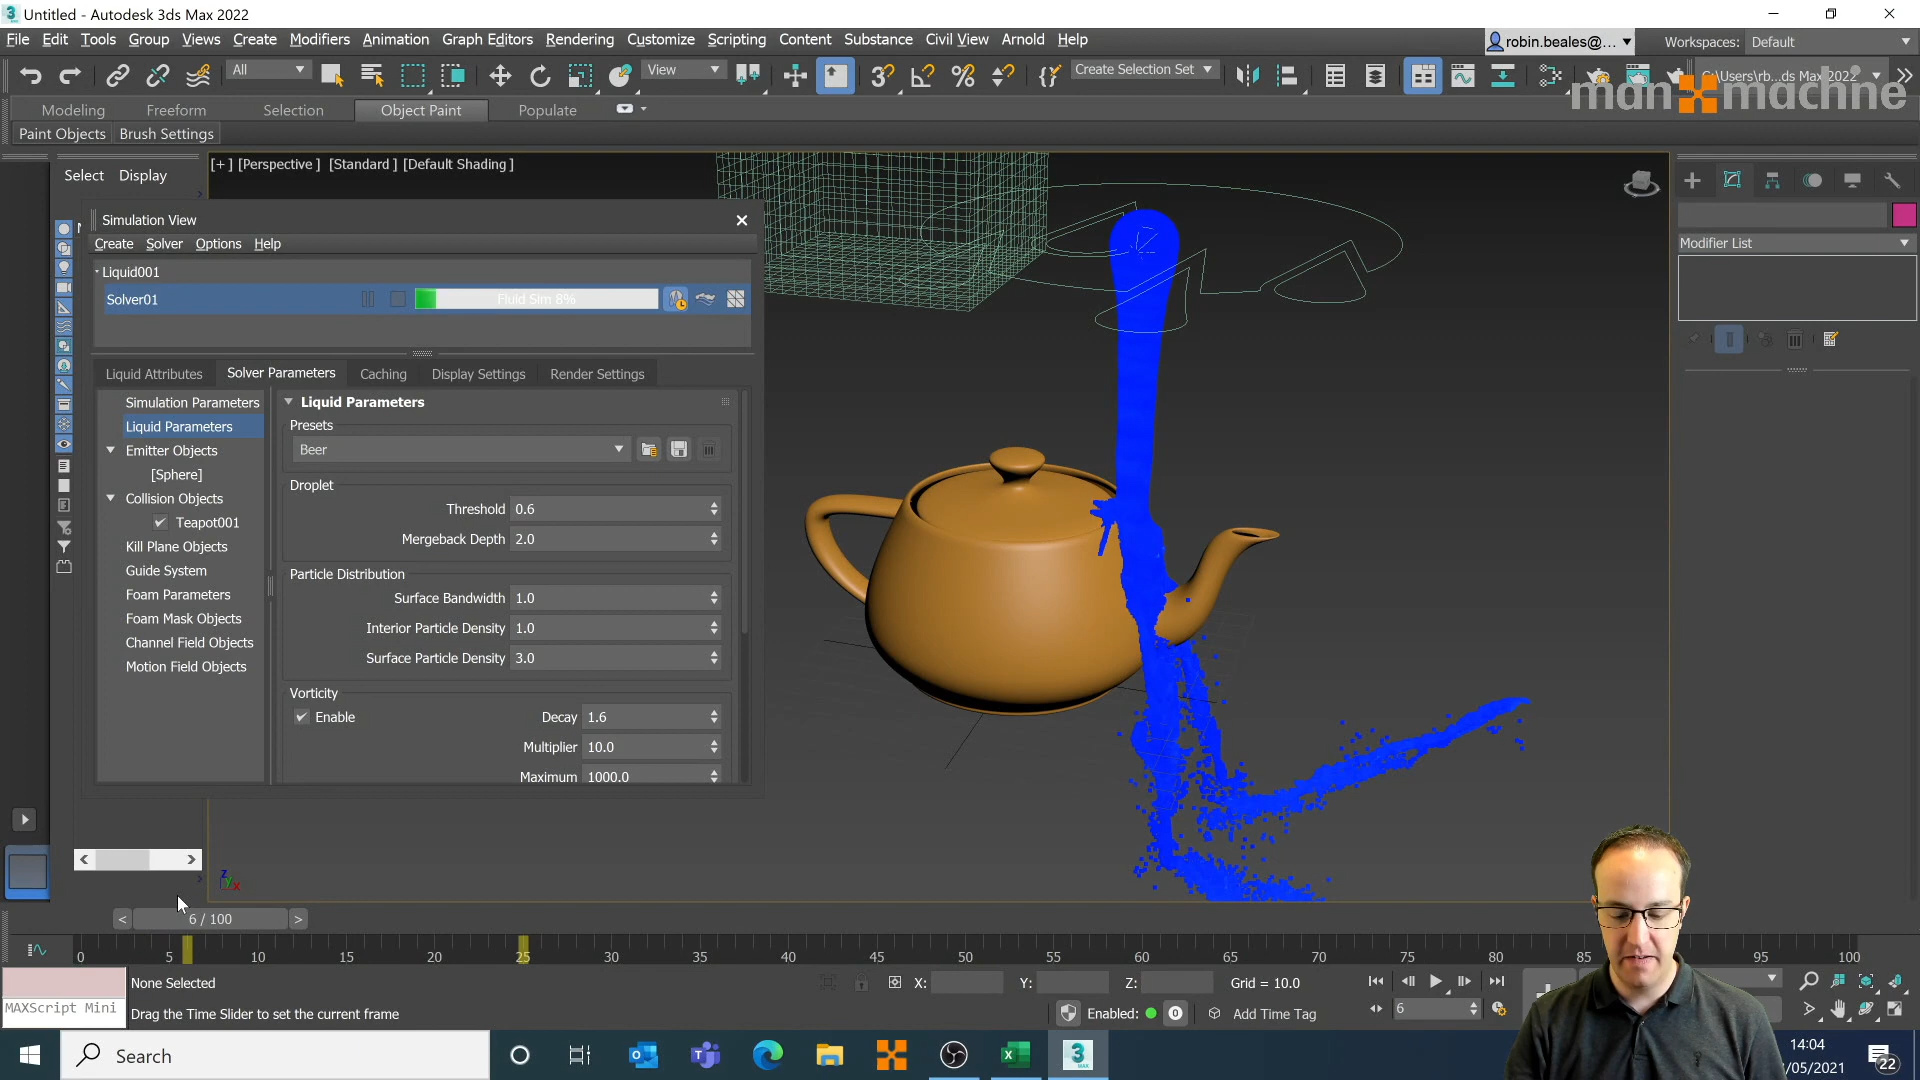 Untitled - Autodesk 3ds Max 2022
File Edit Tools Group Views Create Modifiers Animation Graph Editors Rendering Customize Scripting Content Substance Civil View Arnold Help
robin.beales@... Workspaces: Default
All View Create Selection Set
manxmachine
Modeling Freeform Selection Object Paint Populate
Paint Objects Brush Settings
[+] [Perspective] [Standard] [Default Shading]
Select Display
Simulation View
Create Solver Options Help
Liquid001
Solver01 Fluid Sim 8%
Liquid Attributes Solver Parameters Caching Display Settings Render Settings
Simulation Parameters
Liquid Parameters
Emitter Objects
[Sphere]
Collision Objects
Teapot001
Kill Plane Objects
Guide System
Foam Parameters
Foam Mask Objects
Channel Field Objects
Motion Field Objects
Liquid Parameters
Presets
Beer
Droplet
Threshold 0.6
Mergeback Depth 2.0
Particle Distribution
Surface Bandwidth 1.0
Interior Particle Density 1.0
Surface Particle Density 3.0
Vorticity
Enable Decay 1.6
Multiplier 10.0
Maximum 1000.0
Modifier List
Z Y X
< 6 / 100 >
0 5 10 15 20 25 30 35 40 45 50 55 60 65 70 75 80 85 95 100
None Selected X: Y: Z: Grid = 10.0
MAXScript Mini
Drag the Time Slider to set the current frame Enabled: 0 Add Time Tag 6
Search
14:04
/05/2021
22